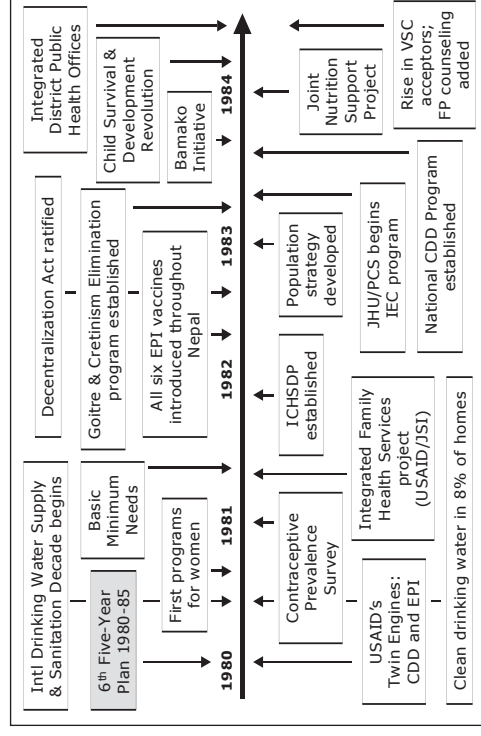 Intl Drinking Water Supply
& Sanitation Decade begins
6th Five-Year
Plan 1980-85
Basic
Minimum
Needs
First programs
for women
Decentralization Act ratified
Goitre & Cretinism Elimination
program established
All six EPI vaccines
introduced throughout
Nepal
Integrated
District Public
Health Offices
Child Survival &
Development
Revolution
Bamako
Initiative
1980
1981
1982
1983
1984
Contraceptive
Prevalence
Survey
USAID's
Twin Engines:
CDD and EPI
Clean drinking water in 8% of homes
ICHSDP
established
Integrated Family
Health Services
project
(USAID/JSI)
Population
strategy
developed
JHU/PCS begins
IEC program
National CDD Program
established
Joint
Nutrition
Support
Project
Rise in VSC
acceptors;
FP counseling
added